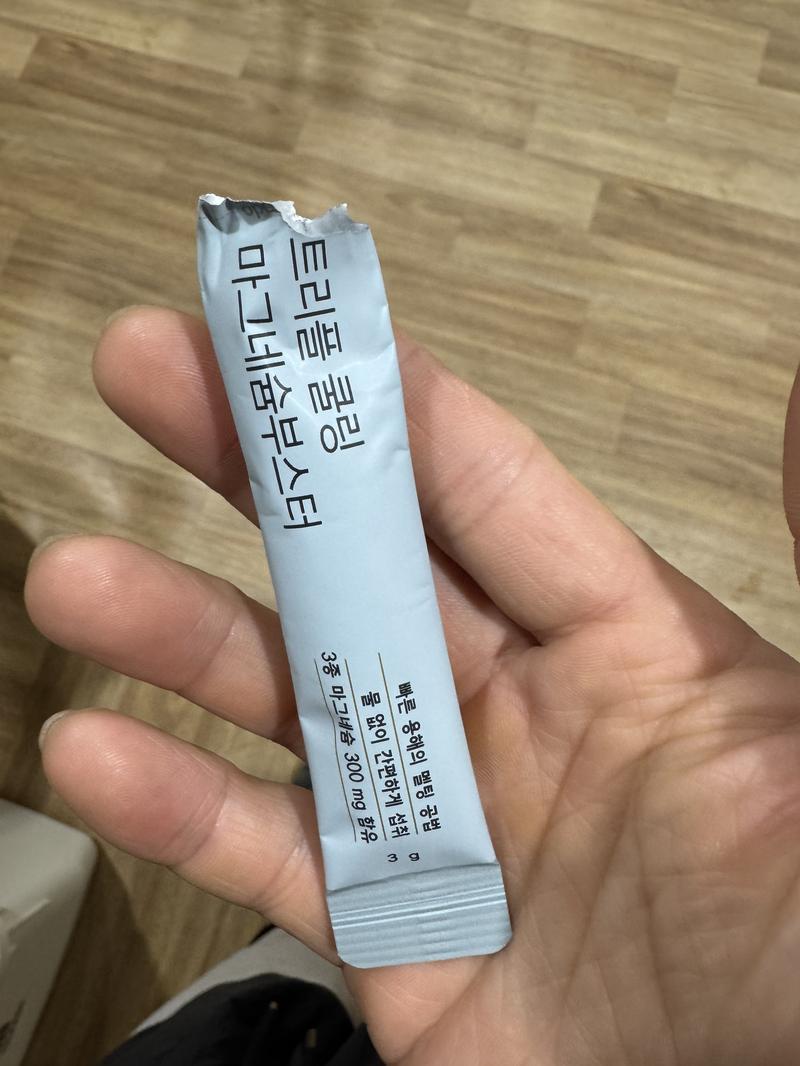 트리플 쿨링
마그네슘부스터
빠른 용해의 멜팅 공법
물 없이 간편하게 섭취
3종 마그네슘 300 mg 함유
3 g